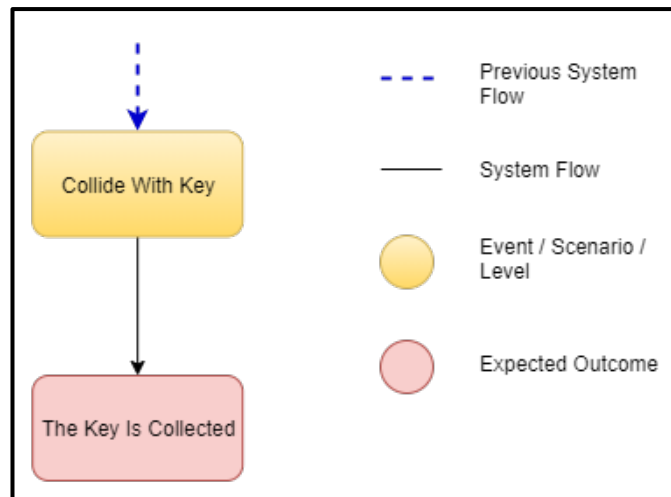 Collide With Key
The Key Is Collected
Previous System
Flow
System Flow
Event / Scenario /
Level
Expected Outcome